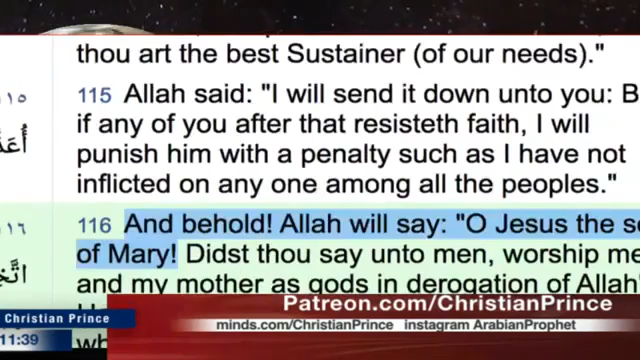 thou art the best Sustainer (of our needs)."
115 Allah said: "I will send it down unto you: B
if any of you after that resisteth faith, I will
punish him with a penalty such as I have not
inflicted on any one among all the peoples."
116 And behold! Allah will say: "O Jesus the s
of Mary! Didst thou say unto men, worship me
and my mother as gods in derogation of Allah
١١٥
١١٦
Patreon.com/ChristianPrince
minds.com/ChristianPrince instagram ArabianProphet
Christian Prince
11:39